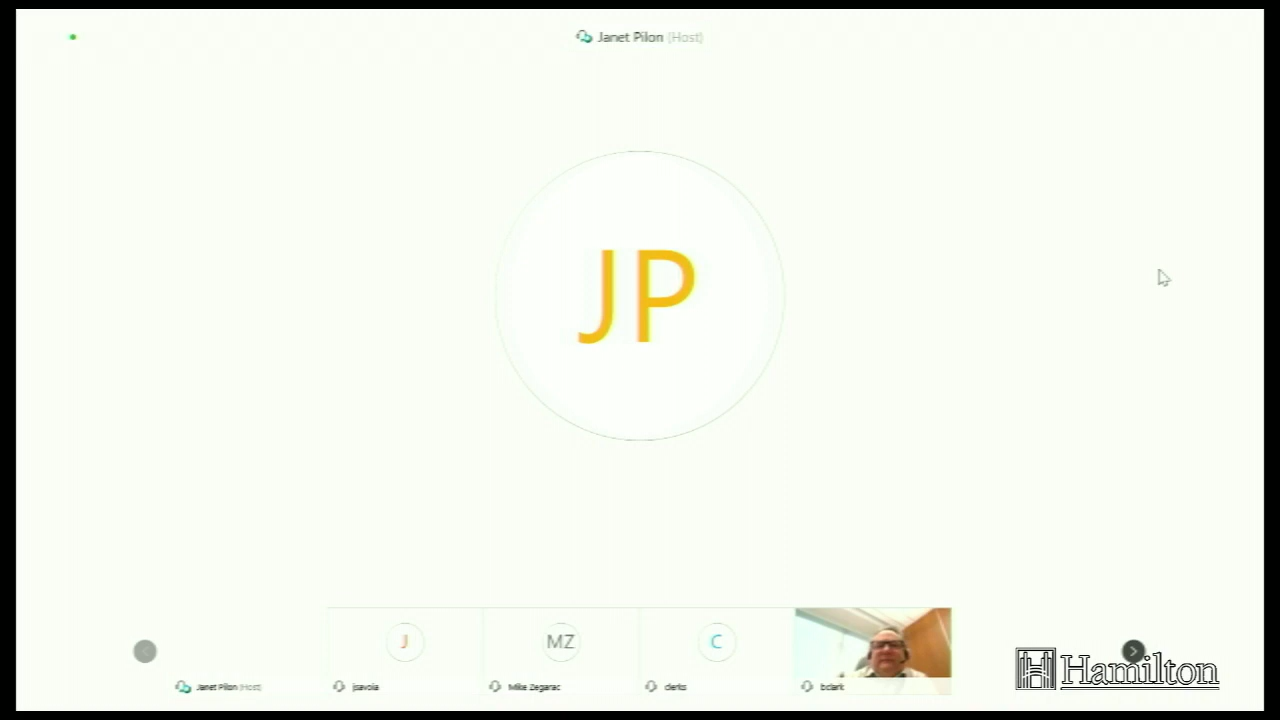 Janet Pilon (Host)
JP
J
MZ
C
Janet Pilon (Host)
jsavoia
Mike Zegarac
clerks
bclark
Hamilton